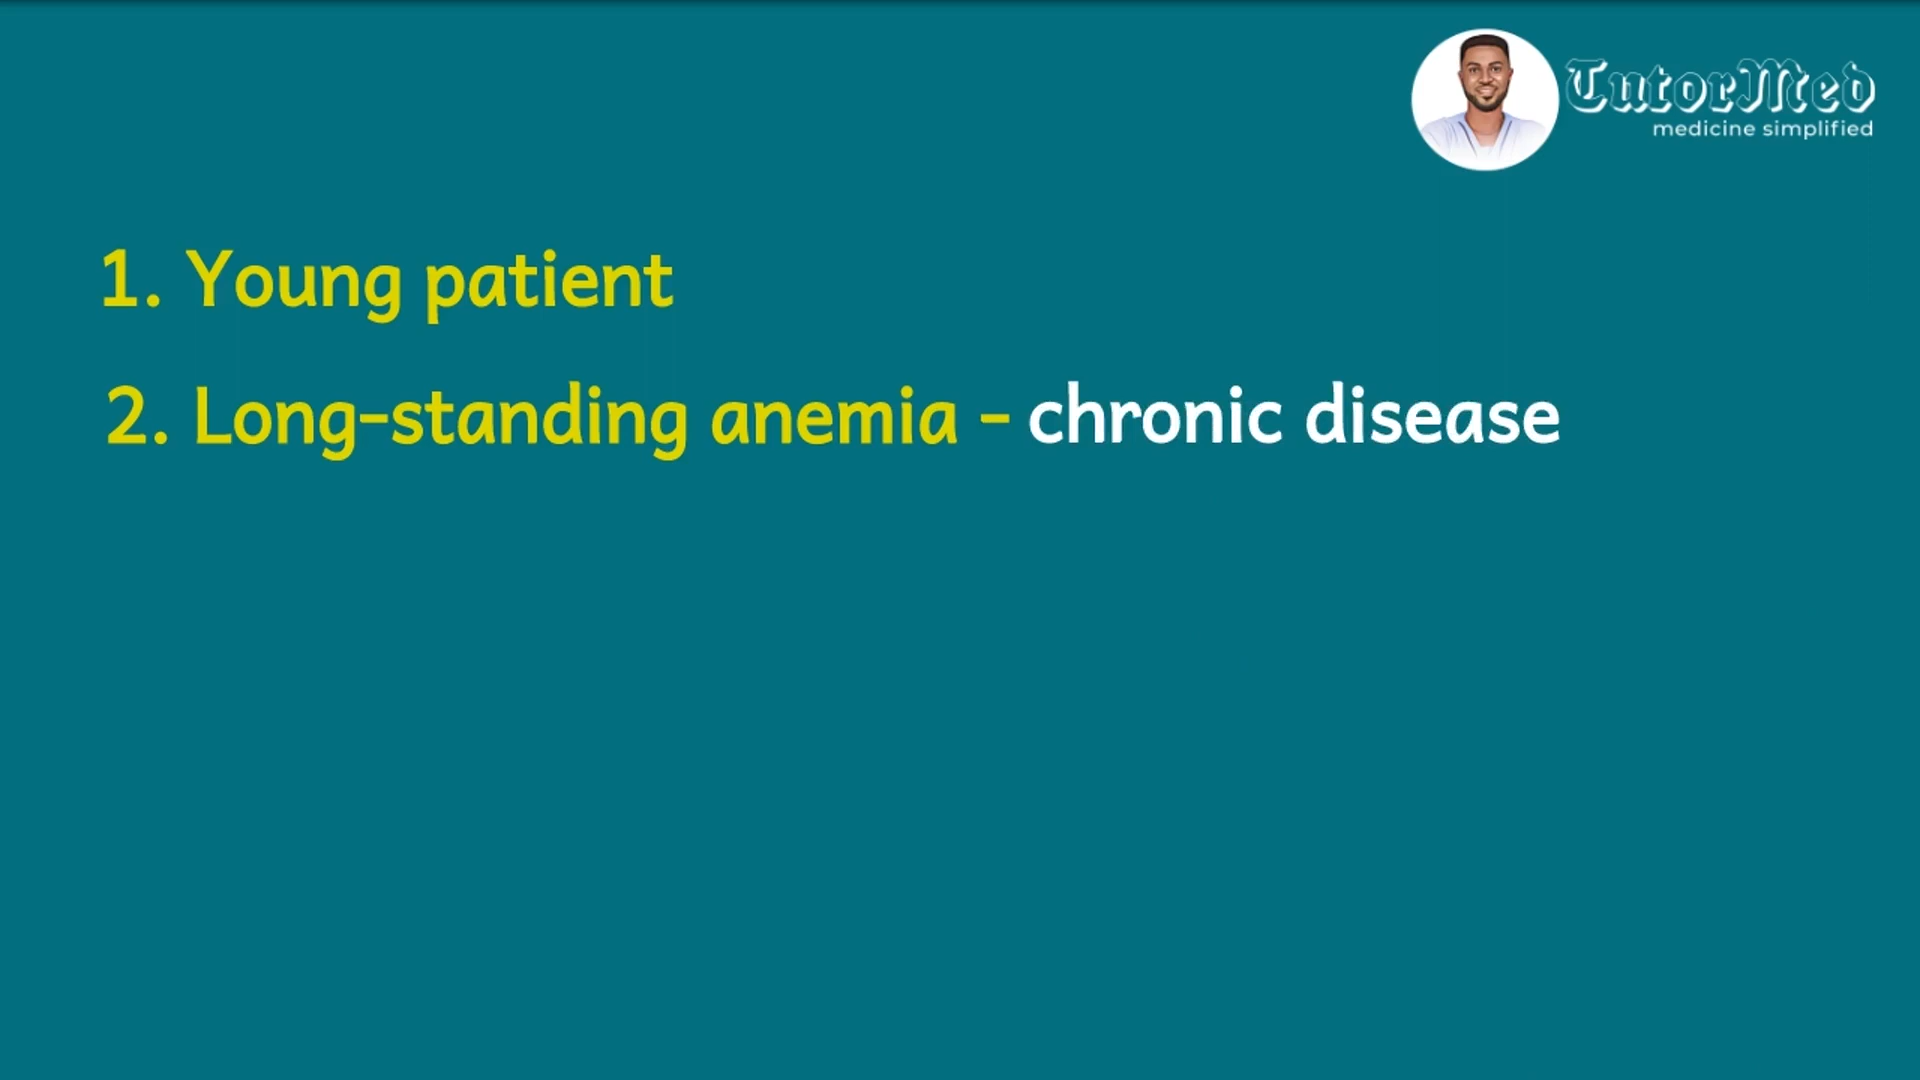 TutorMed
medicine simplified
1. Young patient
2. Long-standing anemia - chronic disease